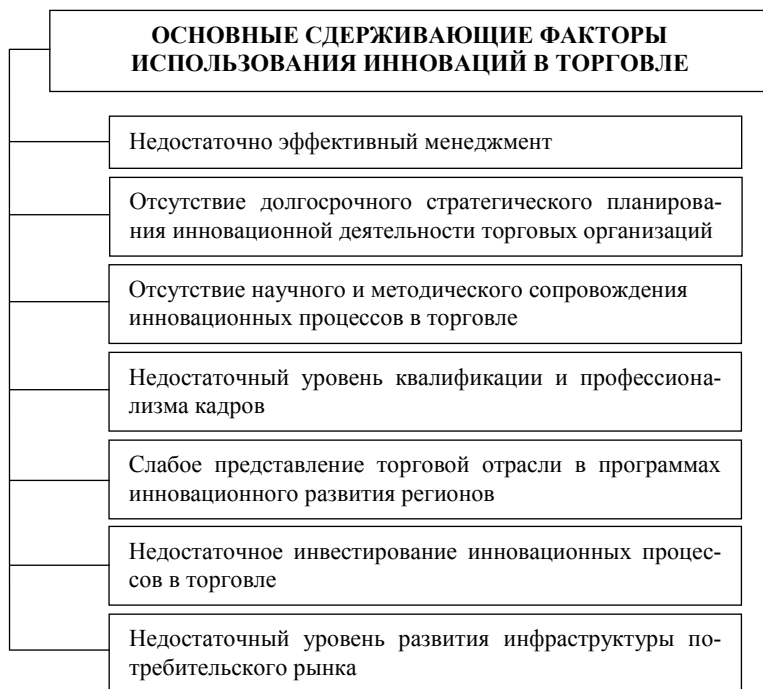 ОСНОВНЫЕ СДЕРЖИВАЮЩИЕ ФАКТОРЫ
ИСПОЛЬЗОВАНИЯ ИННОВАЦИЙ В ТОРГОВЛЕ
Недостаточно эффективный менеджмент
Отсутствие долгосрочного стратегического планирова-
ния инновационной деятельности торговых организаций
Отсутствие научного и методического сопровождения
инновационных процессов в торговле
Недостаточный уровень квалификации и профессиона-
лизма кадров
Слабое представление торговой отрасли в программах
инновационного развития регионов
Недостаточное инвестирование инновационных процес-
сов в торговле
Недостаточный уровень развития инфраструктуры по-
требительского рынка